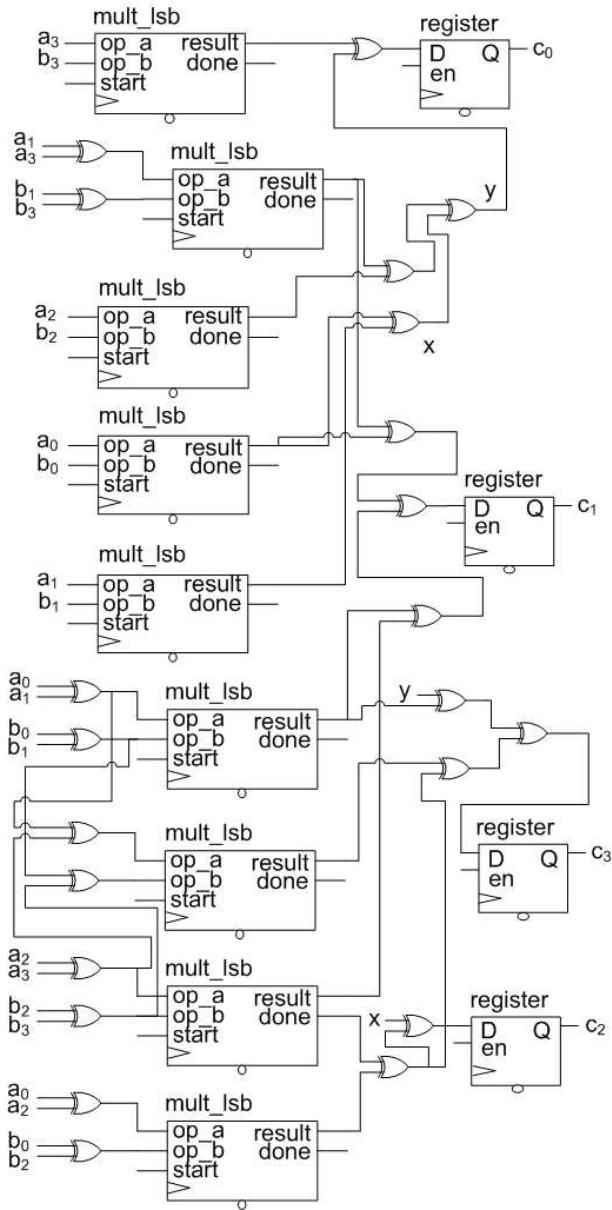 mult_lsb
register
a3
op_a
result
D
Q
c0
b3
op_b
done
en
start
a1
a3
mult_lsb
op_a
result
b1
b3
op_b
done
start
y
mult_lsb
a2
op_a
result
b2
op_b
done
x
start
mult_lsb
a0
op_a
result
b0
op_b
done
start
register
D
Q
c1
en
mult_lsb
a1
op_a
result
b1
op_b
done
start
a0
a1
mult_lsb
op_a
result
y
b0
b1
op_b
done
start
mult_lsb
op_a
result
op_b
done
start
register
D
Q
c3
en
a2
a3
mult_lsb
op_a
result
b2
b3
op_b
done
start
x
register
D
Q
c2
en
a0
a2
mult_lsb
op_a
result
b0
b2
op_b
done
start